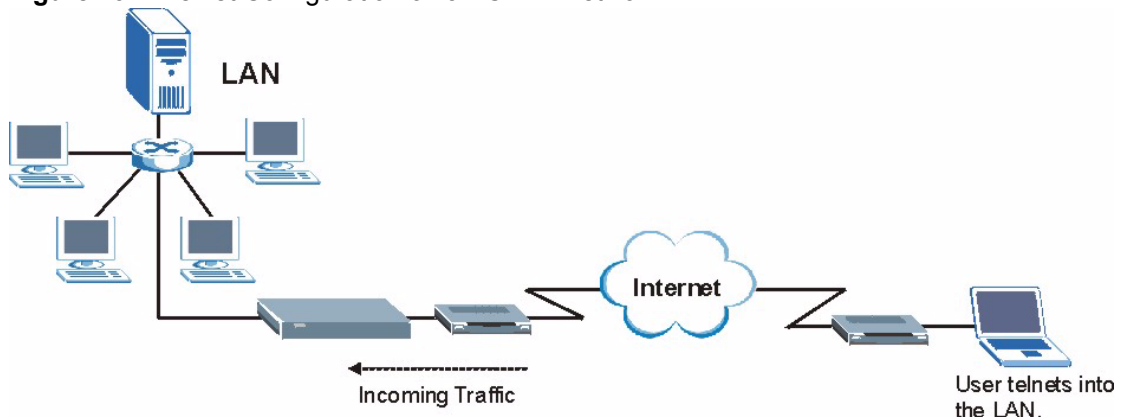 LAN
Internet
Incoming Traffic
User telnets into
the LAN.